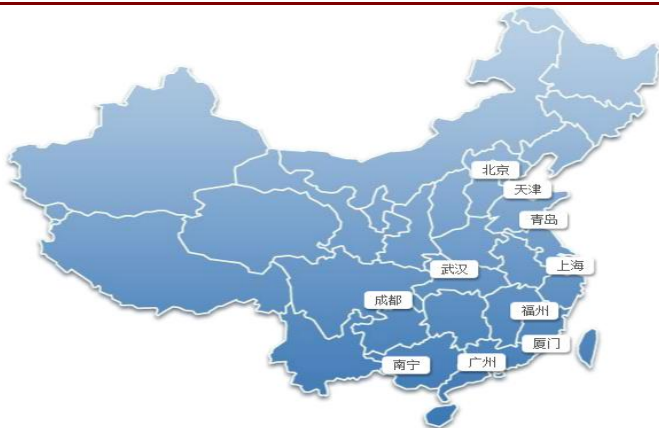 北京
天津
青岛
上海
武汉
成都
福州
厦门
广州
南宁